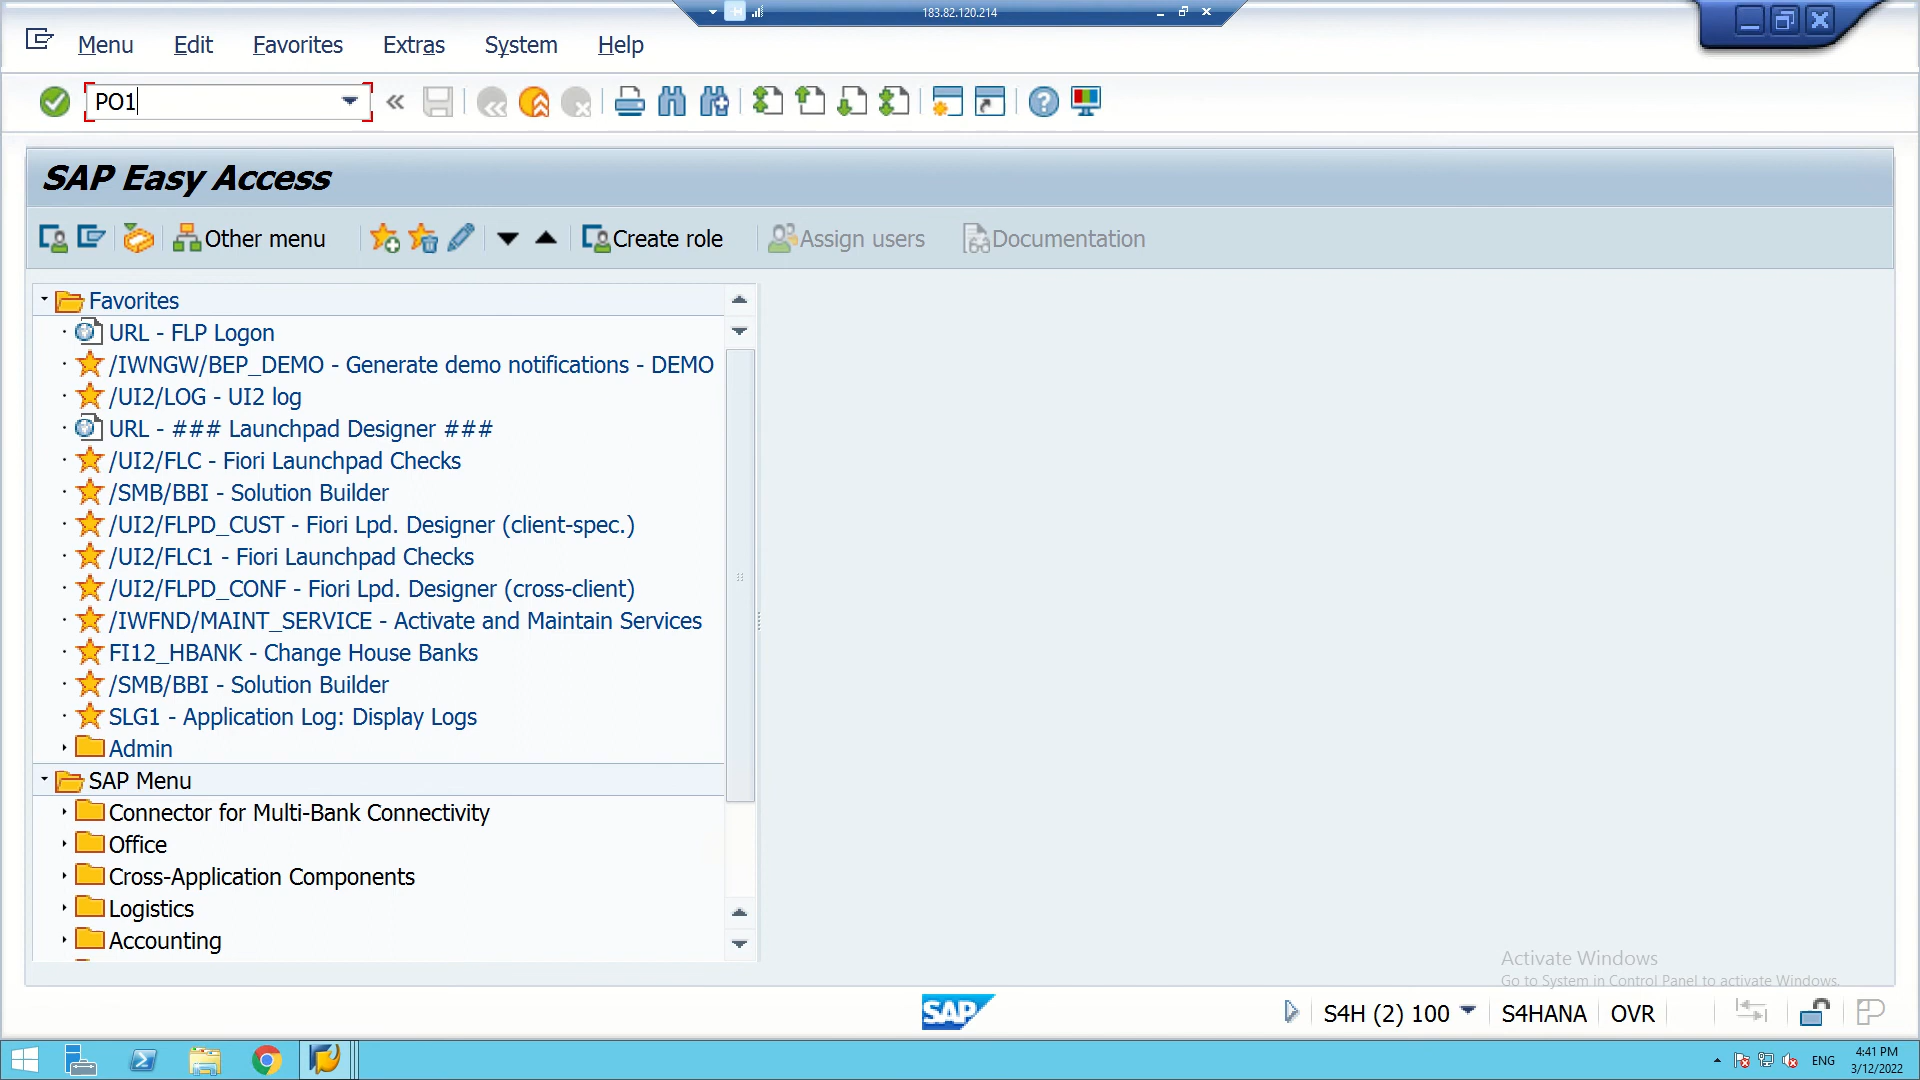 183.82.120.214
Menu Edit Favorites Extras System Help
PO1
SAP Easy Access
Other menu Create role Assign users Documentation
Favorites
URL - FLP Logon
/IWNGW/BEP_DEMO - Generate demo notifications - DEMO
/UI2/LOG - UI2 log
URL - ### Launchpad Designer ###
/UI2/FLC - Fiori Launchpad Checks
/SMB/BBI - Solution Builder
/UI2/FLPD_CUST - Fiori Lpd. Designer (client-spec.)
/UI2/FLC1 - Fiori Launchpad Checks
/UI2/FLPD_CONF - Fiori Lpd. Designer (cross-client)
/IWFND/MAINT_SERVICE - Activate and Maintain Services
FI12_HBANK - Change House Banks
/SMB/BBI - Solution Builder
SLG1 - Application Log: Display Logs
Admin
SAP Menu
Connector for Multi-Bank Connectivity
Office
Cross-Application Components
Logistics
Accounting
Activate Windows
Go to System in Control Panel to activate Windows.
SAP S4H (2) 100 S4HANA OVR
ENG 4:41 PM
3/12/2022